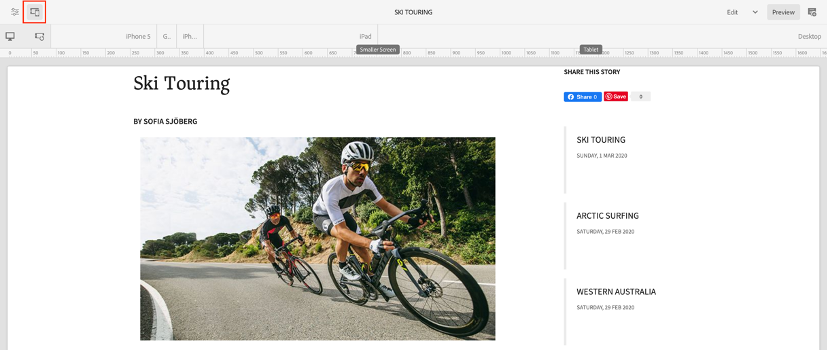 SKI TOURING
Edit
Preview
iPhone 5
G...
iPh...
iPad
Desktop
Smaller Screen
Tablet
0 50 100 150 200 250 300 350 400 450 500 550 600 650 700 750 800 850 900 950 1000 1050 1100 1150 1200 1250 1300 1350 1400 1450 1500 1550 1600
Ski Touring
BY SOFIA SJÖBERG
SHARE THIS STORY
Share 0
Save
0
SKI TOURING
SUNDAY, 1 MAR 2020
ARCTIC SURFING
SATURDAY, 29 FEB 2020
WESTERN AUSTRALIA
SATURDAY, 29 FEB 2020